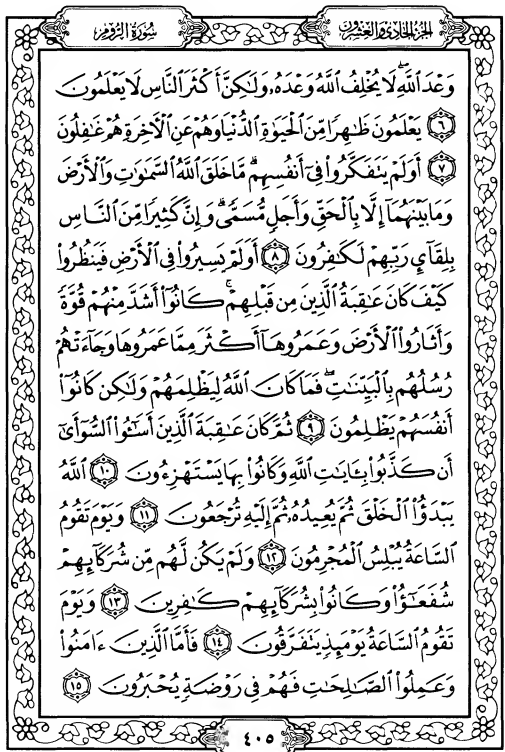 الجزء الحادي والعشرون
سورة الروم
وَعْدَ ٱللَّهِ ۖ لَا يُخْلِفُ ٱللَّهُ وَعْدَهُۥ وَلَٰكِنَّ أَكْثَرَ ٱلنَّاسِ لَا يَعْلَمُونَ
٦ يَعْلَمُونَ ظَٰهِرًا مِّنَ ٱلْحَيَوٰةِ ٱلدُّنْيَا وَهُمْ عَنِ ٱلْأَخِرَةِ هُمْ غَٰفِلُونَ
٧ أَوَلَمْ يَتَفَكَّرُوا۟ فِىٓ أَنفُسِهِم ۗ مَّا خَلَقَ ٱللَّهُ ٱلسَّمَٰوَٰتِ وَٱلْأَرْضَ
وَمَا بَيْنَهُمَآ إِلَّا بِٱلْحَقِّ وَأَجَلٍ مُّسَمًّى ۗ وَإِنَّ كَثِيرًا مِّنَ ٱلنَّاسِ
بِلِقَآئِ رَبِّهِمْ لَكَٰفِرُونَ ٨ أَوَلَمْ يَسِيرُوا۟ فِى ٱلْأَرْضِ فَيَنظُرُوا۟
كَيْفَ كَانَ عَٰقِبَةُ ٱلَّذِينَ مِن قَبْلِهِمْ ۚ كَانُوٓا۟ أَشَدَّ مِنْهُمْ قُوَّةً
وَأَثَارُوا۟ ٱلْأَرْضَ وَعَمَرُوهَآ أَكْثَرَ مِمَّا عَمَرُوهَا وَجَآءَتْهُمْ
رُسُلُهُم بِٱلْبَيِّنَٰتِ ۖ فَمَا كَانَ ٱللَّهُ لِيَظْلِمَهُمْ وَلَٰكِن كَانُوٓا۟
أَنفُسَهُمْ يَظْلِمُونَ ٩ ثُمَّ كَانَ عَٰقِبَةَ ٱلَّذِينَ أَسَٰٓـُٔوا۟ ٱلسُّوٓأَىٰٓ
أَن كَذَّبُوا۟ بِـَٔايَٰتِ ٱللَّهِ وَكَانُوا۟ بِهَا يَسْتَهْزِءُونَ ١٠ ٱللَّهُ
يَبْدَؤُا۟ ٱلْخَلْقَ ثُمَّ يُعِيدُهُۥ ثُمَّ إِلَيْهِ تُرْجَعُونَ ١١ وَيَوْمَ تَقُومُ
ٱلسَّاعَةُ يُبْلِسُ ٱلْمُجْرِمُونَ ١٢ وَلَمْ يَكُن لَّهُم مِّن شُرَكَآئِهِمْ
شُفَعَٰٓؤُا۟ وَكَانُوا۟ بِشُرَكَآئِهِمْ كَٰفِرِينَ ١٣ وَيَوْمَ
تَقُومُ ٱلسَّاعَةُ يَوْمَئِذٍ يَتَفَرَّقُونَ ١٤ فَأَمَّا ٱلَّذِينَ ءَامَنُوا۟
وَعَمِلُوا۟ ٱلصَّٰلِحَٰتِ فَهُمْ فِى رَوْضَةٍ يُحْبَرُونَ ١٥
٤٠٥